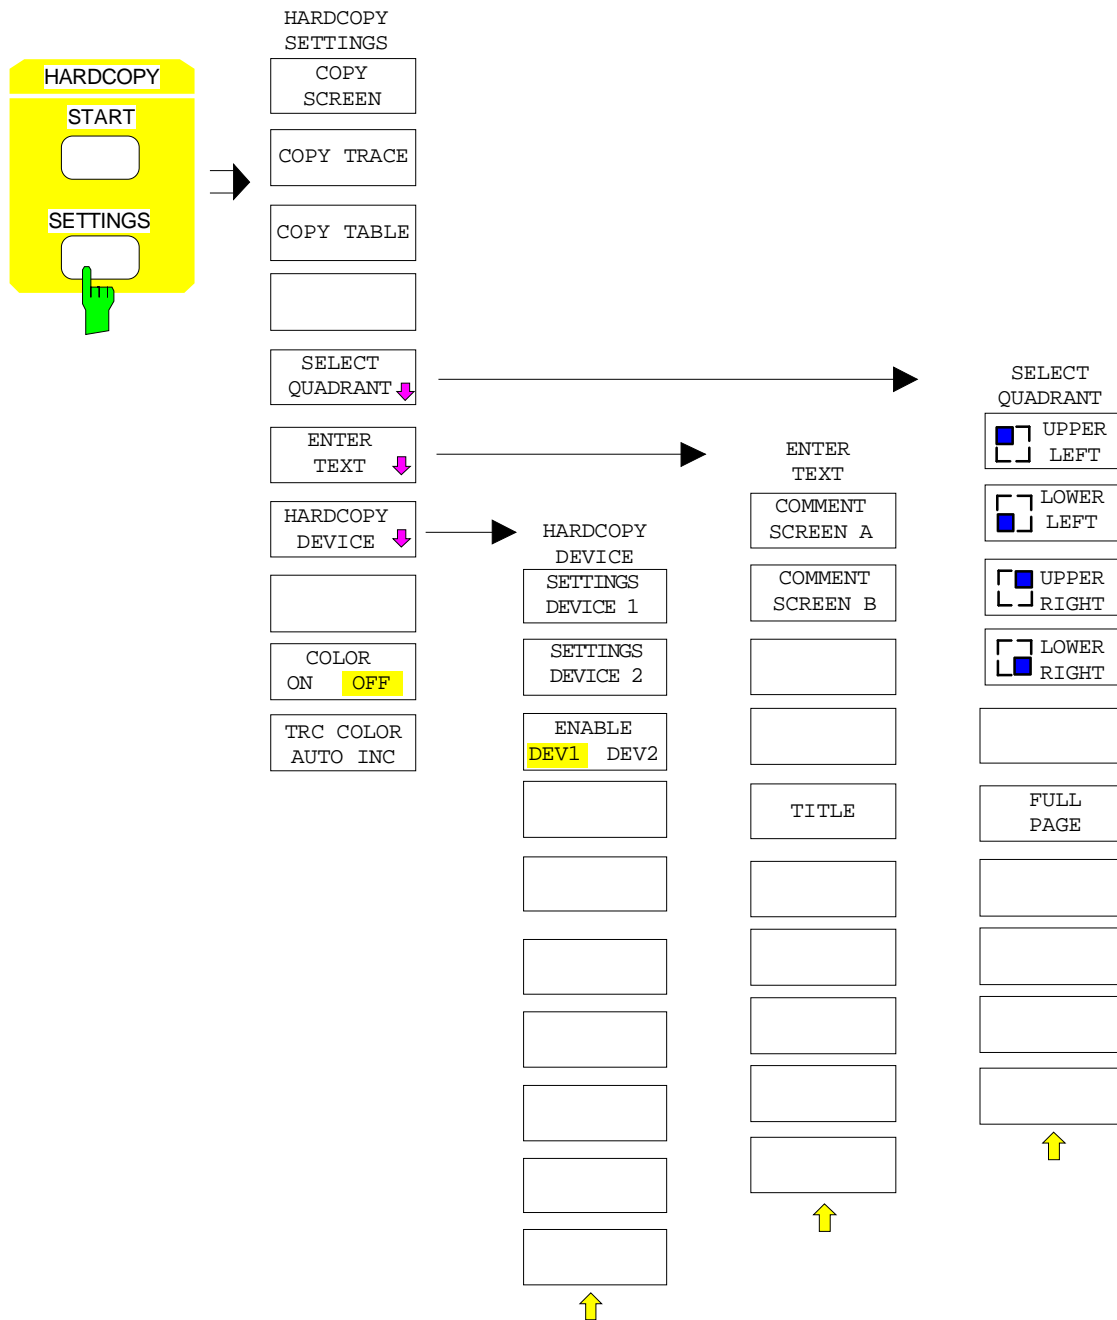 HARDCOPY
START
SETTINGS
HARDCOPY
SETTINGS
COPY
SCREEN
COPY TRACE
COPY TABLE
SELECT
QUADRANT
ENTER
TEXT
HARDCOPY
DEVICE
COLOR
ON OFF
TRC COLOR
AUTO INC
HARDCOPY
DEVICE
SETTINGS
DEVICE 1
SETTINGS
DEVICE 2
ENABLE
DEV1 DEV2
ENTER
TEXT
COMMENT
SCREEN A
COMMENT
SCREEN B
TITLE
SELECT
QUADRANT
UPPER
LEFT
LOWER
LEFT
UPPER
RIGHT
LOWER
RIGHT
FULL
PAGE